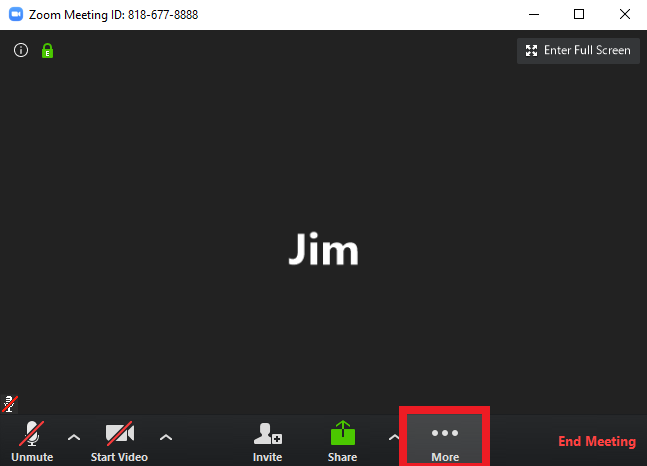 Zoom Meeting ID: 818-677-8888
E
Enter Full Screen
Jim
Unmute
Start Video
Invite
Share
More
End Meeting